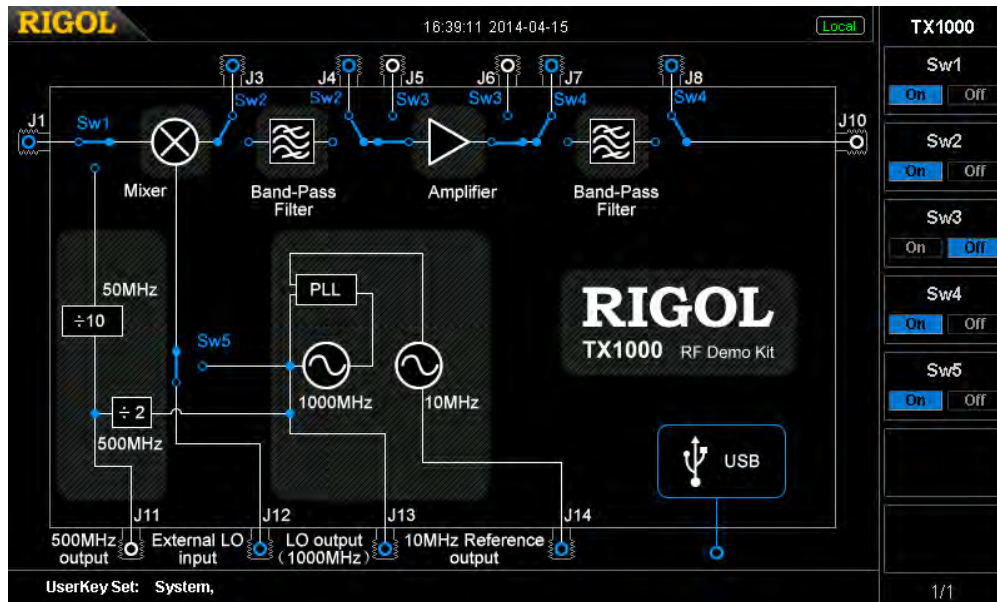 RIGOL
16:39:11 2014-04-15
Local
TX1000
J3
J4
J5
J6
J7
J8
Sw1
On Off
Sw2
Sw2
Sw3
Sw3
Sw4
Sw4
J1
Sw1
J10
Sw2
On Off
Mixer
Band-Pass
Filter
Amplifier
Band-Pass
Filter
Sw3
On Off
50MHz
÷10
PLL
RIGOL
TX1000 RF Demo Kit
Sw4
On Off
Sw5
1000MHz
10MHz
Sw5
On Off
÷ 2
500MHz
USB
J11
J12
J13
J14
500MHz
output
External LO
input
LO output
(1000MHz)
10MHz Reference
output
UserKey Set: System,
1/1